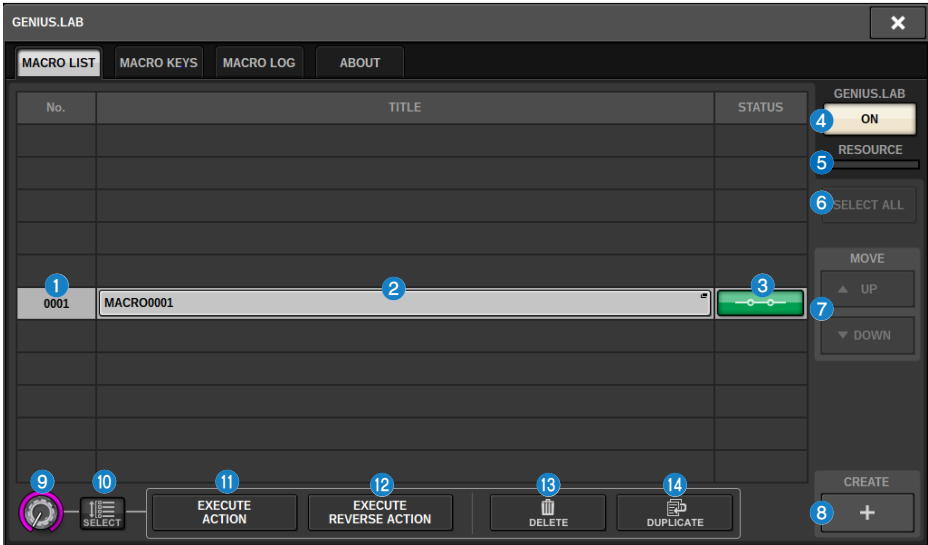 GENIUS.LAB
MACRO LIST MACRO KEYS MACRO LOG ABOUT
No. TITLE STATUS
GENIUS.LAB
4 ON
RESOURCE
5
6 SELECT ALL
MOVE
1 2 3
▲ UP
0001 MACRO0001
7
▼ DOWN
CREATE
8 +
9 10 11 12 13 14
SELECT
EXECUTE
ACTION
EXECUTE
REVERSE ACTION
DELETE
DUPLICATE